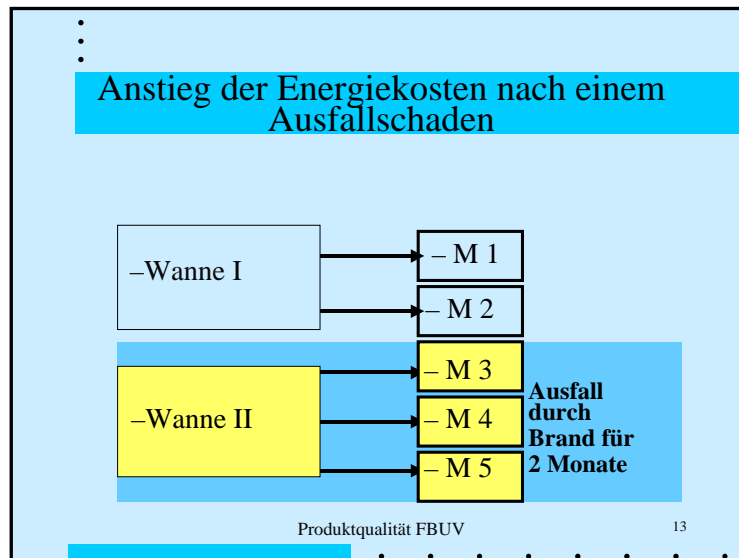 Anstieg der Energiekosten nach einem
Ausfallschaden
–Wanne I
– M 1
– M 2
–Wanne II
– M 3
– M 4
– M 5
Ausfall
durch
Brand für
2 Monate
Produktqualität FBUV
13